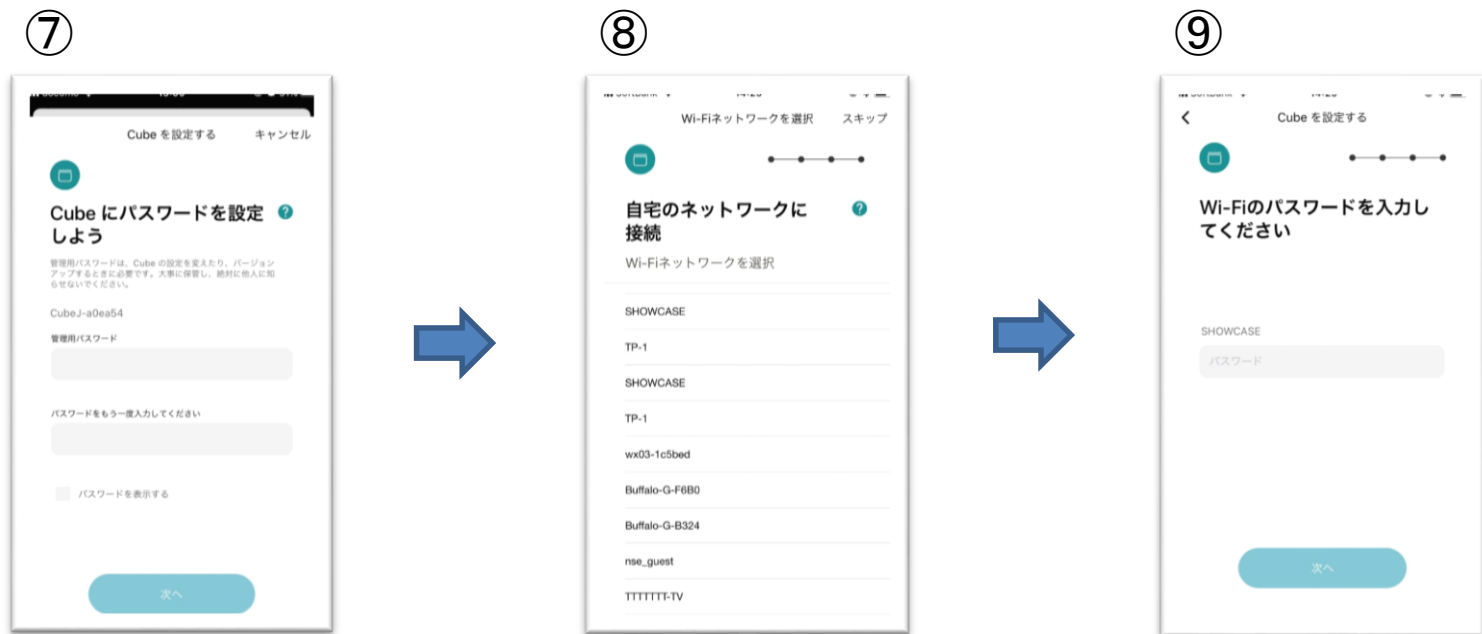 ⑦
Cube を設定する キャンセル
Cube にパスワードを設定
しよう
管理用パスワードは、Cube の設定を変えたり、バージョン
アップするときに必要です。大事に保管し、絶対に他人に知
らせないでください。
CubeJ-a0ea54
管理用パスワード
パスワードをもう一度入力してください
パスワードを表示する
次へ
⑧
Wi-Fiネットワークを選択 スキップ
自宅のネットワークに
接続
Wi-Fiネットワークを選択
SHOWCASE
TP-1
SHOWCASE
TP-1
wx03-1c5bed
Buffalo-G-F6B0
Buffalo-G-B324
nse_guest
TTTTTTT-TV
⑨
Cube を設定する
Wi-Fiのパスワードを入力し
てください
SHOWCASE
パスワード
次へ